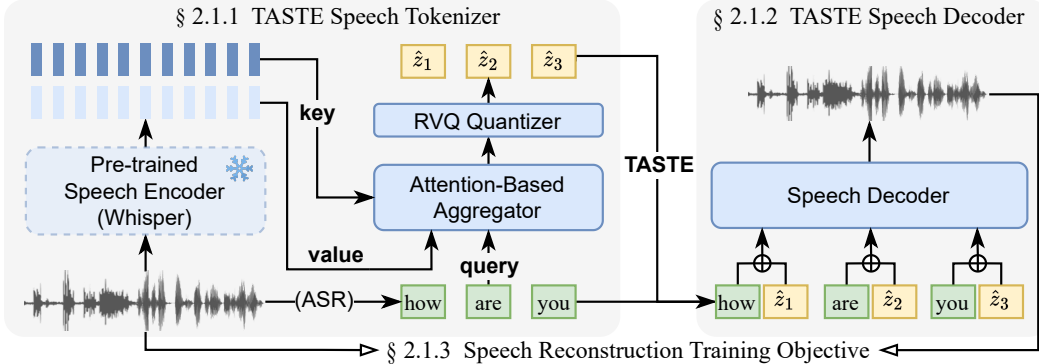 § 2.1.1 TASTE Speech Tokenizer
§ 2.1.2 TASTE Speech Decoder
ẑ₁ ẑ₂ ẑ₃
key
RVQ Quantizer
Pre-trained
Speech Encoder
(Whisper)
Attention-Based
Aggregator
TASTE
Speech Decoder
value
query
(ASR)
how are you
how ẑ₁ are ẑ₂ you ẑ₃
§ 2.1.3 Speech Reconstruction Training Objective